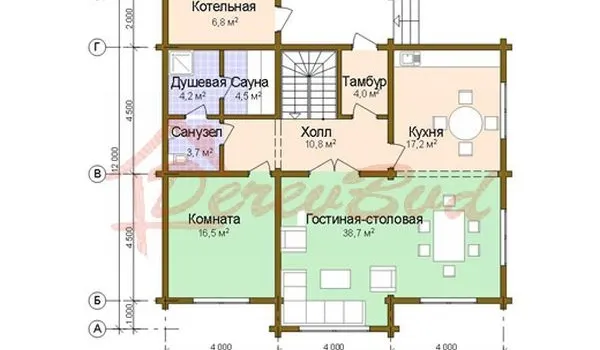 Котельная
6,8 м²
2 000
Г
Душевая
4,2 м²
Сауна
4,5 м²
Тамбур
4,0 м²
4 500
Санузел
3,7 м²
Холл
10,8 м²
Кухня
17,2 м²
12 000
В
DerevBud
Комната
16,5 м²
Гостиная-столовая
38,7 м²
4 500
Б
1 000
А
4 000
4 000
4 000